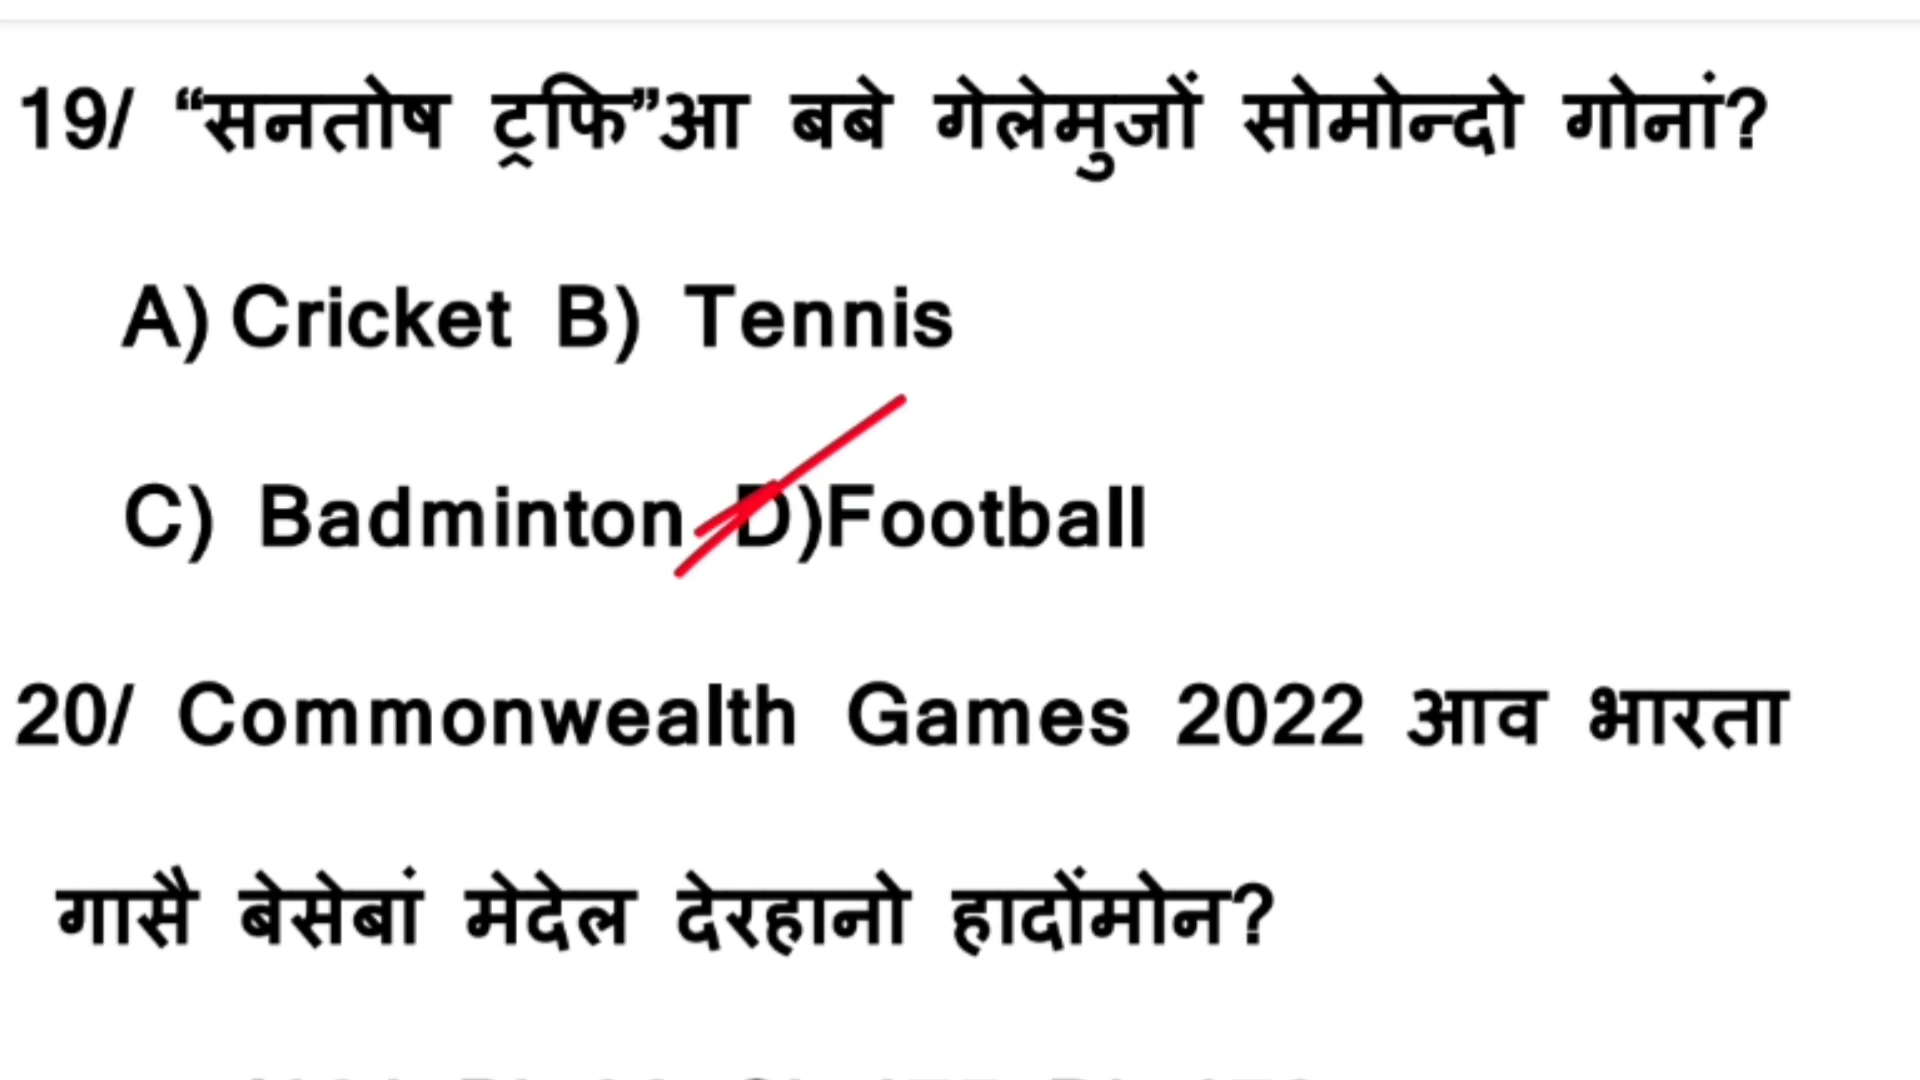 19/ “सनतोष ट्रफि”आ बबे गेलेमुजों सोमोन्दो गोनां?
A) Cricket B) Tennis
C) Badminton D)Football
20/ Commonwealth Games 2022 आव भारता
गासै बेसेबां मेदेल देरहानो हादोंमोन?